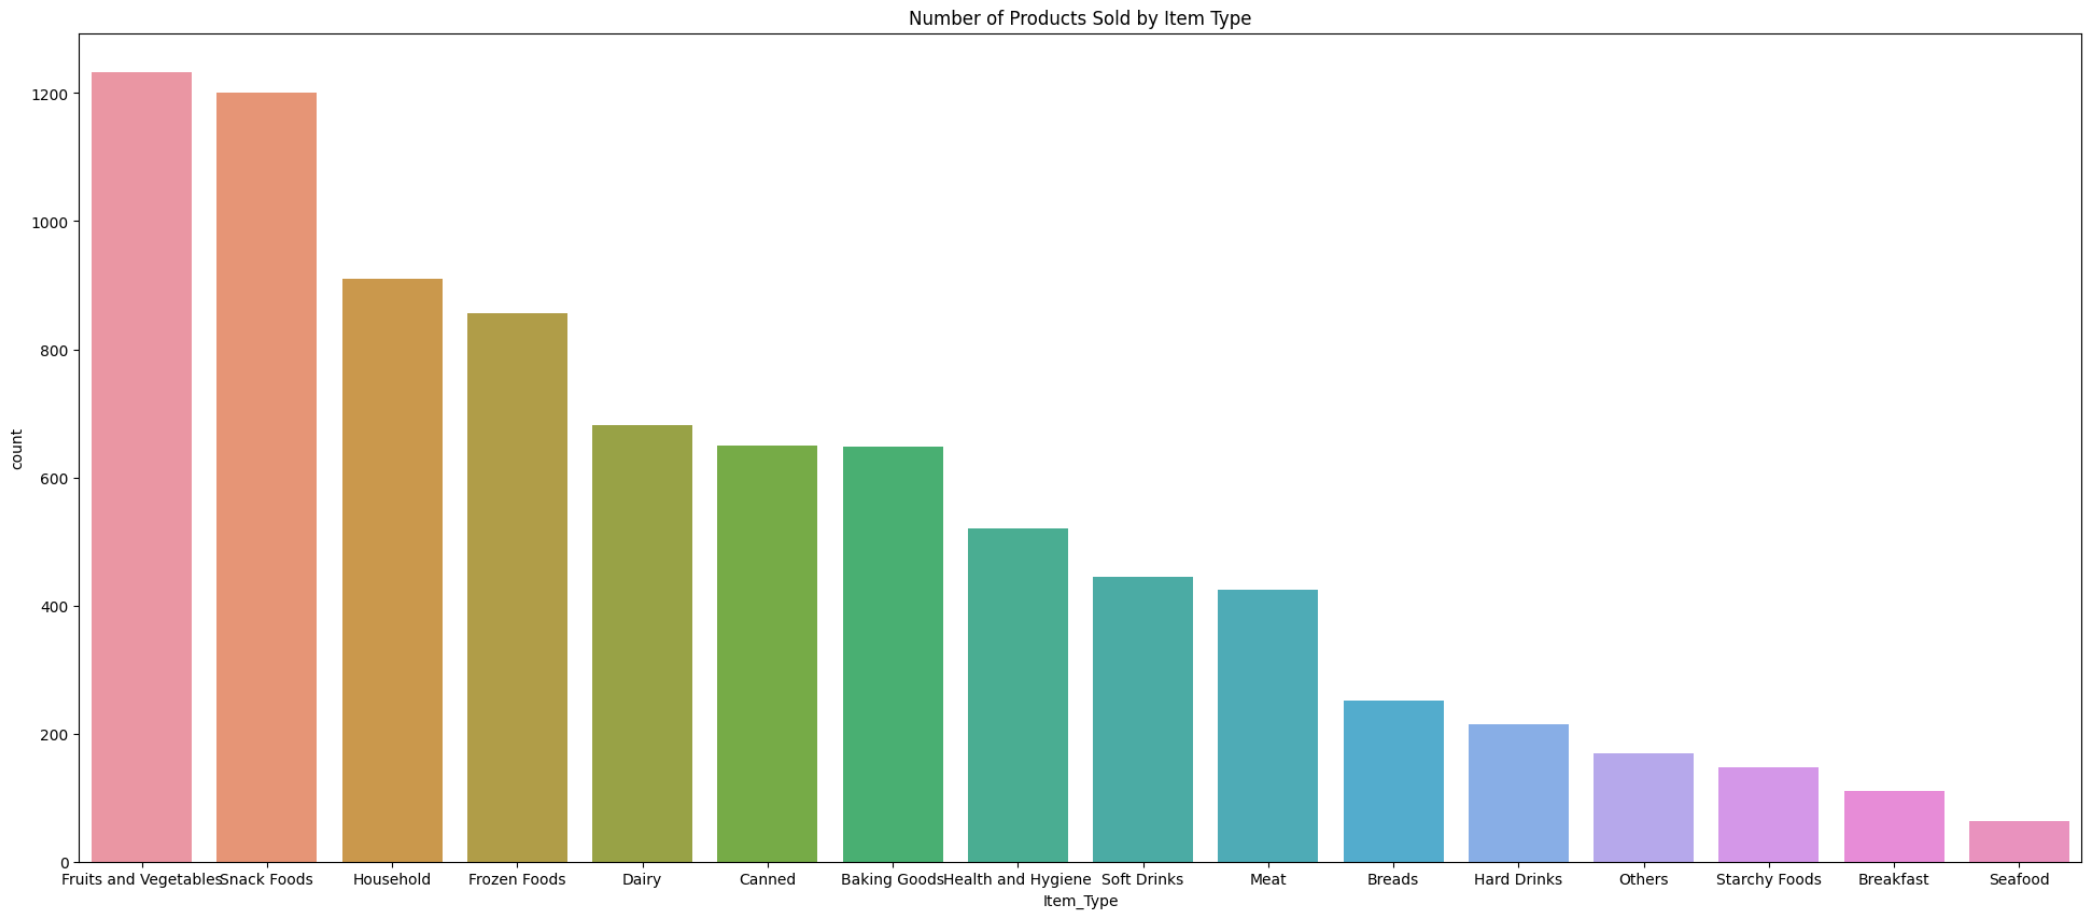 Number of Products Sold by Item Type
1200
1000
800
600
400
200
0
count
Fruits and Vegetables Snack Foods Household Frozen Foods Dairy Canned Baking Goods Health and Hygiene Soft Drinks Meat Breads Hard Drinks Others Starchy Foods Breakfast Seafood
Item_Type